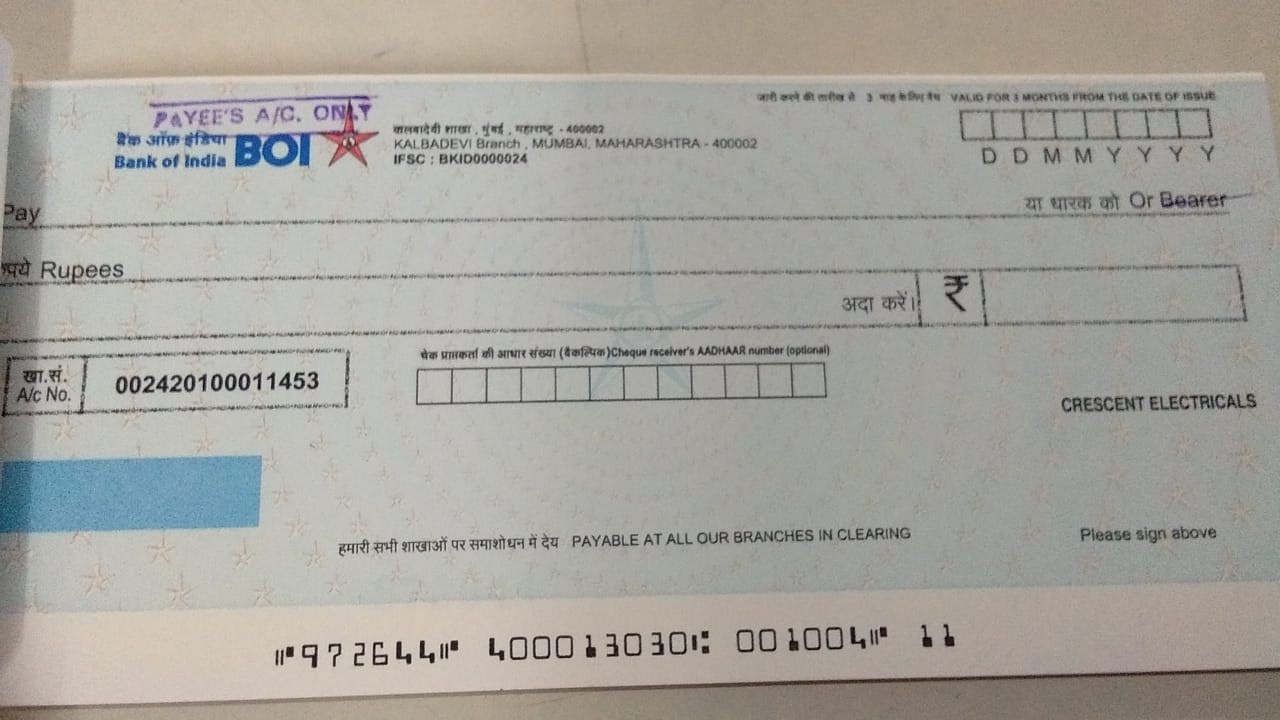 PAYEE'S A/C. ONLY
बैंक ऑफ़ इंडिया
Bank of India BOI
कालबादेवी शाखा , मुंबई , महाराष्ट्र - 400002
KALBADEVI Branch , MUMBAI, MAHARASHTRA - 400002
IFSC : BKID0000024
जारी करने की तारीख से 3 माह के लिए वैध VALID FOR 3 MONTHS FROM THE DATE OF ISSUE
D D M M Y Y Y Y
Pay
या धारक को Or Bearer
रुपये Rupees
अदा करें।
₹
खा.सं.
A/c No.
002420100011453
चेक प्राप्तकर्ता की आधार संख्या (वैकल्पिक)Cheque receiver's AADHAAR number (optional)
CRESCENT ELECTRICALS
हमारी सभी शाखाओं पर समाशोधन में देय PAYABLE AT ALL OUR BRANCHES IN CLEARING
Please sign above
⑈972644⑈ 400013030⑆ 001004⑈ 11